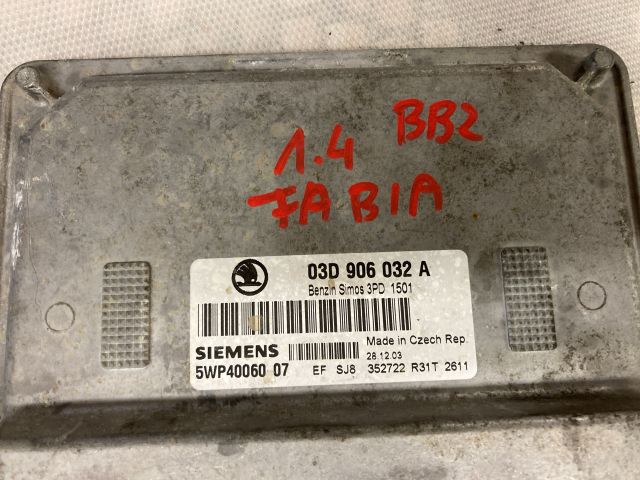 1.4 BB2
FABIA
03D 906 032 A
Benzin Simos 3PD 1501
SIEMENS
Made in Czech Rep.
28.12.03
5WP40060 07
EF SJ8 352722 R31T 2611